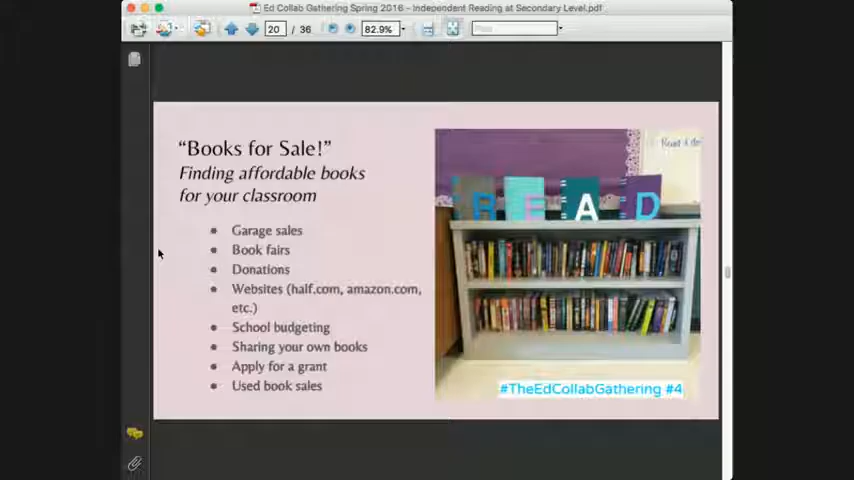 Ed Collab Gathering Spring 2016 - Independent Reading at Secondary Level.pdf
20 / 36
82.9%
"Books for Sale!"
Finding affordable books
for your classroom
● Garage sales
● Book fairs
● Donations
● Websites (half.com, amazon.com,
etc.)
● School budgeting
● Sharing your own books
● Apply for a grant
● Used book sales
Read
READ
#TheEdCollabGathering #4